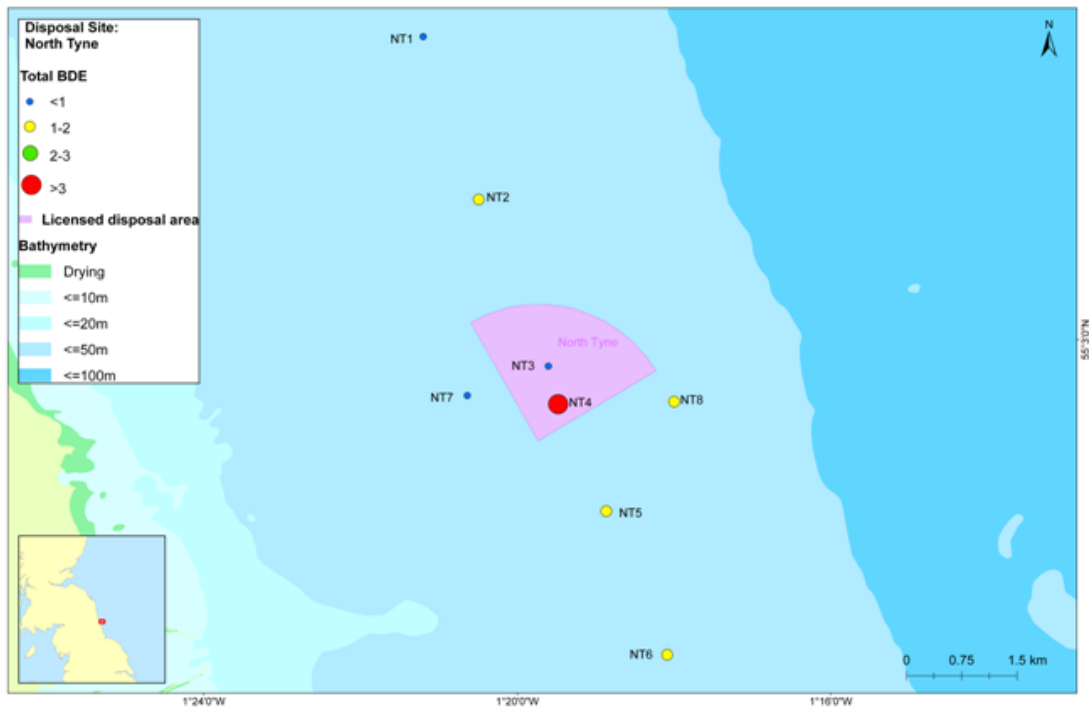 Disposal Site:
North Tyne
Total BDE
<1
1-2
2-3
>3
Licensed disposal area
Bathymetry
Drying
<=10m
<=20m
<=50m
<=100m
NT1
N
NT2
North Tyne
NT3
55°3'0"N
NT7
NT4
NT8
NT5
NT6
0 0.75 1.5 km
1°24'0"W 1°20'0"W 1°16'0"W